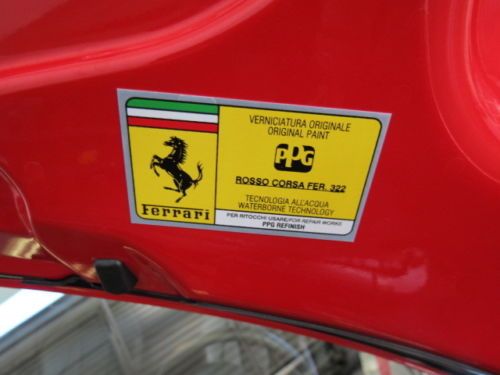 VERNICIATURA ORIGINALE
ORIGINAL PAINT
PPG
ROSSO CORSA FER. 322
TECNOLOGIA ALL'ACQUA
WATERBORNE TECHNOLOGY
Ferrari
PER RITOCCHI USARE/FOR REPAIR WORKS
PPG REFINISH